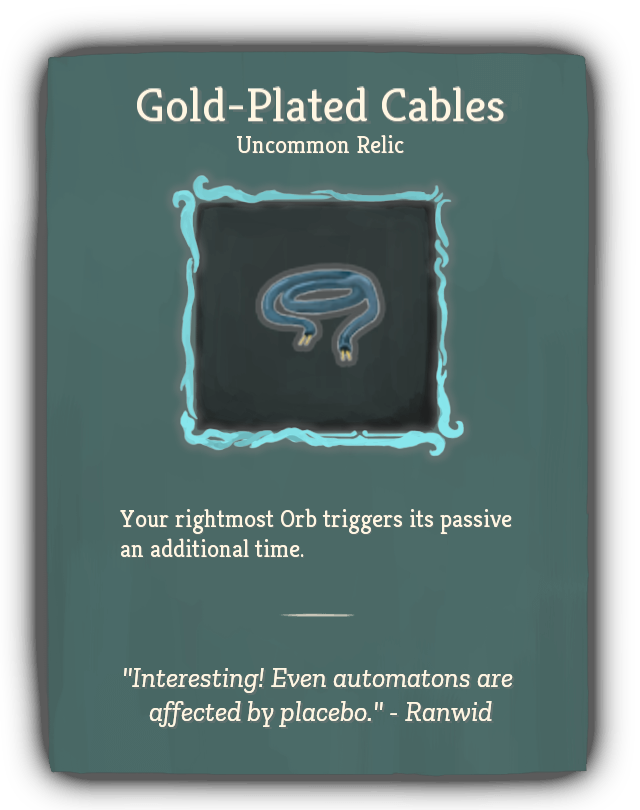 Gold-Plated Cables
Uncommon Relic
Your rightmost Orb triggers its passive
an additional time.
"Interesting! Even automatons are
affected by placebo." - Ranwid